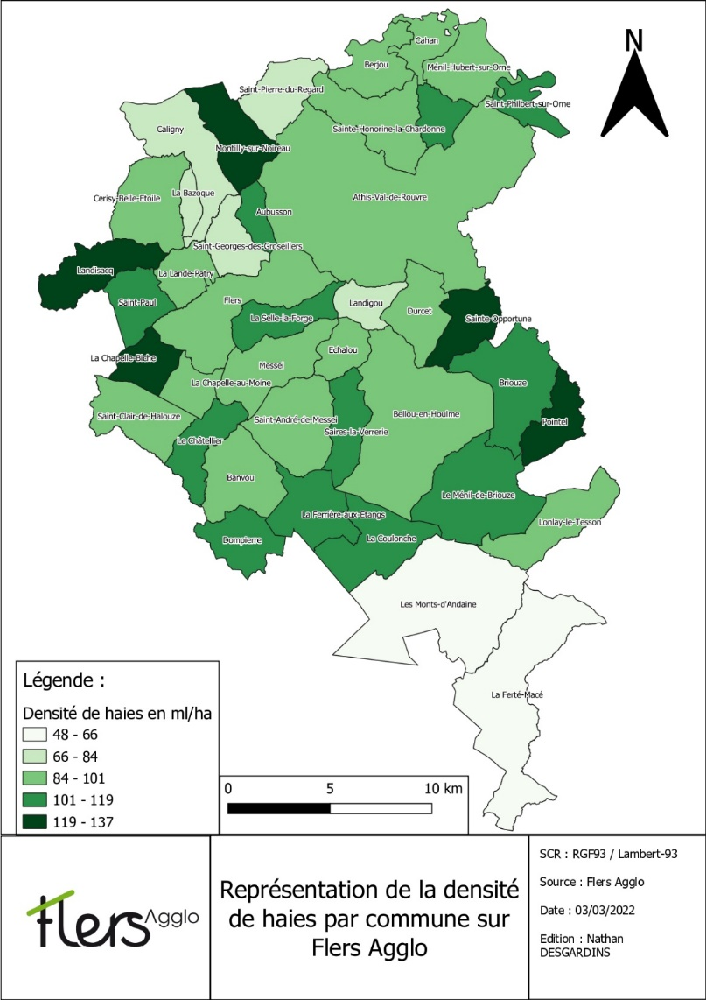 N
Cahan
Berjou
Ménil-Hubert-sur-Orne
Saint-Pierre-du-Regard
Saint-Philbert-sur-Orne
Caligny
Sainte-Honorine-la-Chardonne
Montilly-sur-Noireau
La Bazoque
Cerisy-Belle-Etoile
Athis-Val-de-Rouvre
Aubusson
Saint-Georges-des-Groseillers
Landisacq
La Lande-Patry
Saint-Paul
Flers
Landigou
Durcet
La Selle-la-Forge
Sainte-Opportune
Echalou
La Chapelle-Biche
Messei
La Chapelle-au-Moine
Briouze
Saint-Clair-de-Halouze
Saint-André-de-Messei
Bellou-en-Houlme
Pointel
Saires-la-Verrerie
Le Châtellier
Banvou
Le Ménil-de-Briouze
La Ferrière-aux-Etangs
Lonlay-le-Tesson
Dompierre
La Coulonche
Les Monts-d'Andaine
La Ferté-Macé
Légende :
Densité de haies en ml/ha
48 - 66
66 - 84
84 - 101
101 - 119
119 - 137
0 5 10 km
flers Agglo
Représentation de la densité
de haies par commune sur
Flers Agglo
SCR : RGF93 / Lambert-93
Source : Flers Agglo
Date : 03/03/2022
Edition : Nathan
DESGARDINS